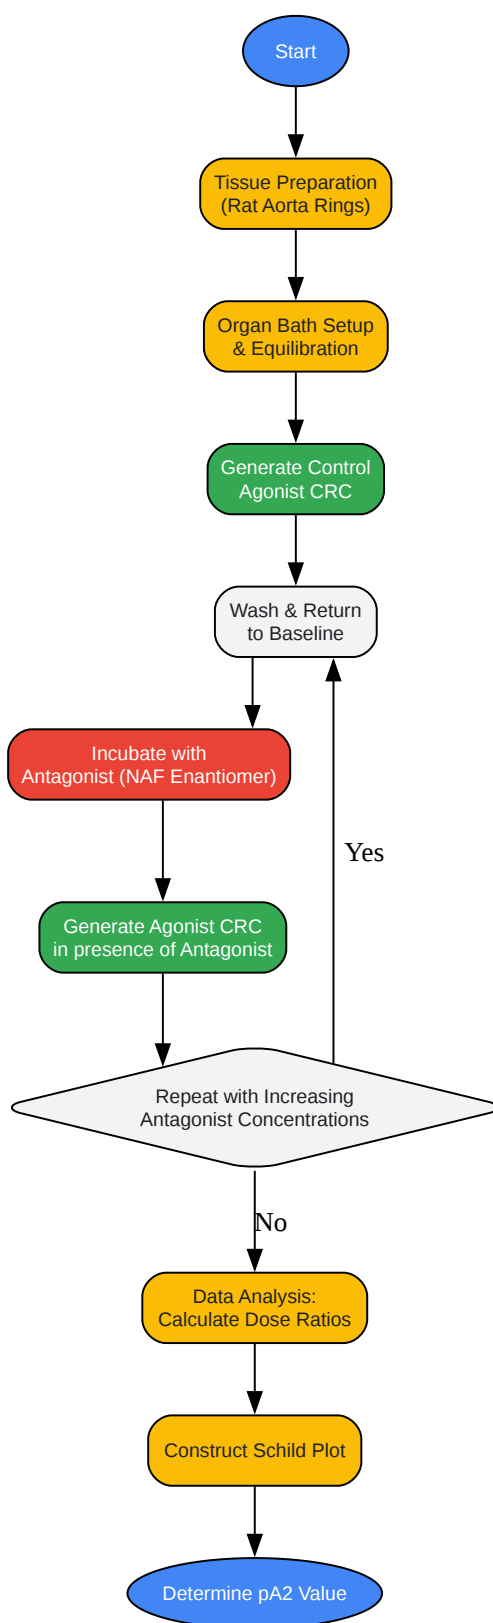 Start
Tissue Preparation
(Rat Aorta Rings)
Organ Bath Setup
& Equilibration
Generate Control
Agonist CRC
Wash & Return
to Baseline
Incubate with
Antagonist (NAF Enantiomer)
Yes
Generate Agonist CRC
in presence of Antagonist
Repeat with Increasing
Antagonist Concentrations
No
Data Analysis:
Calculate Dose Ratios
Construct Schild Plot
Determine pA2 Value